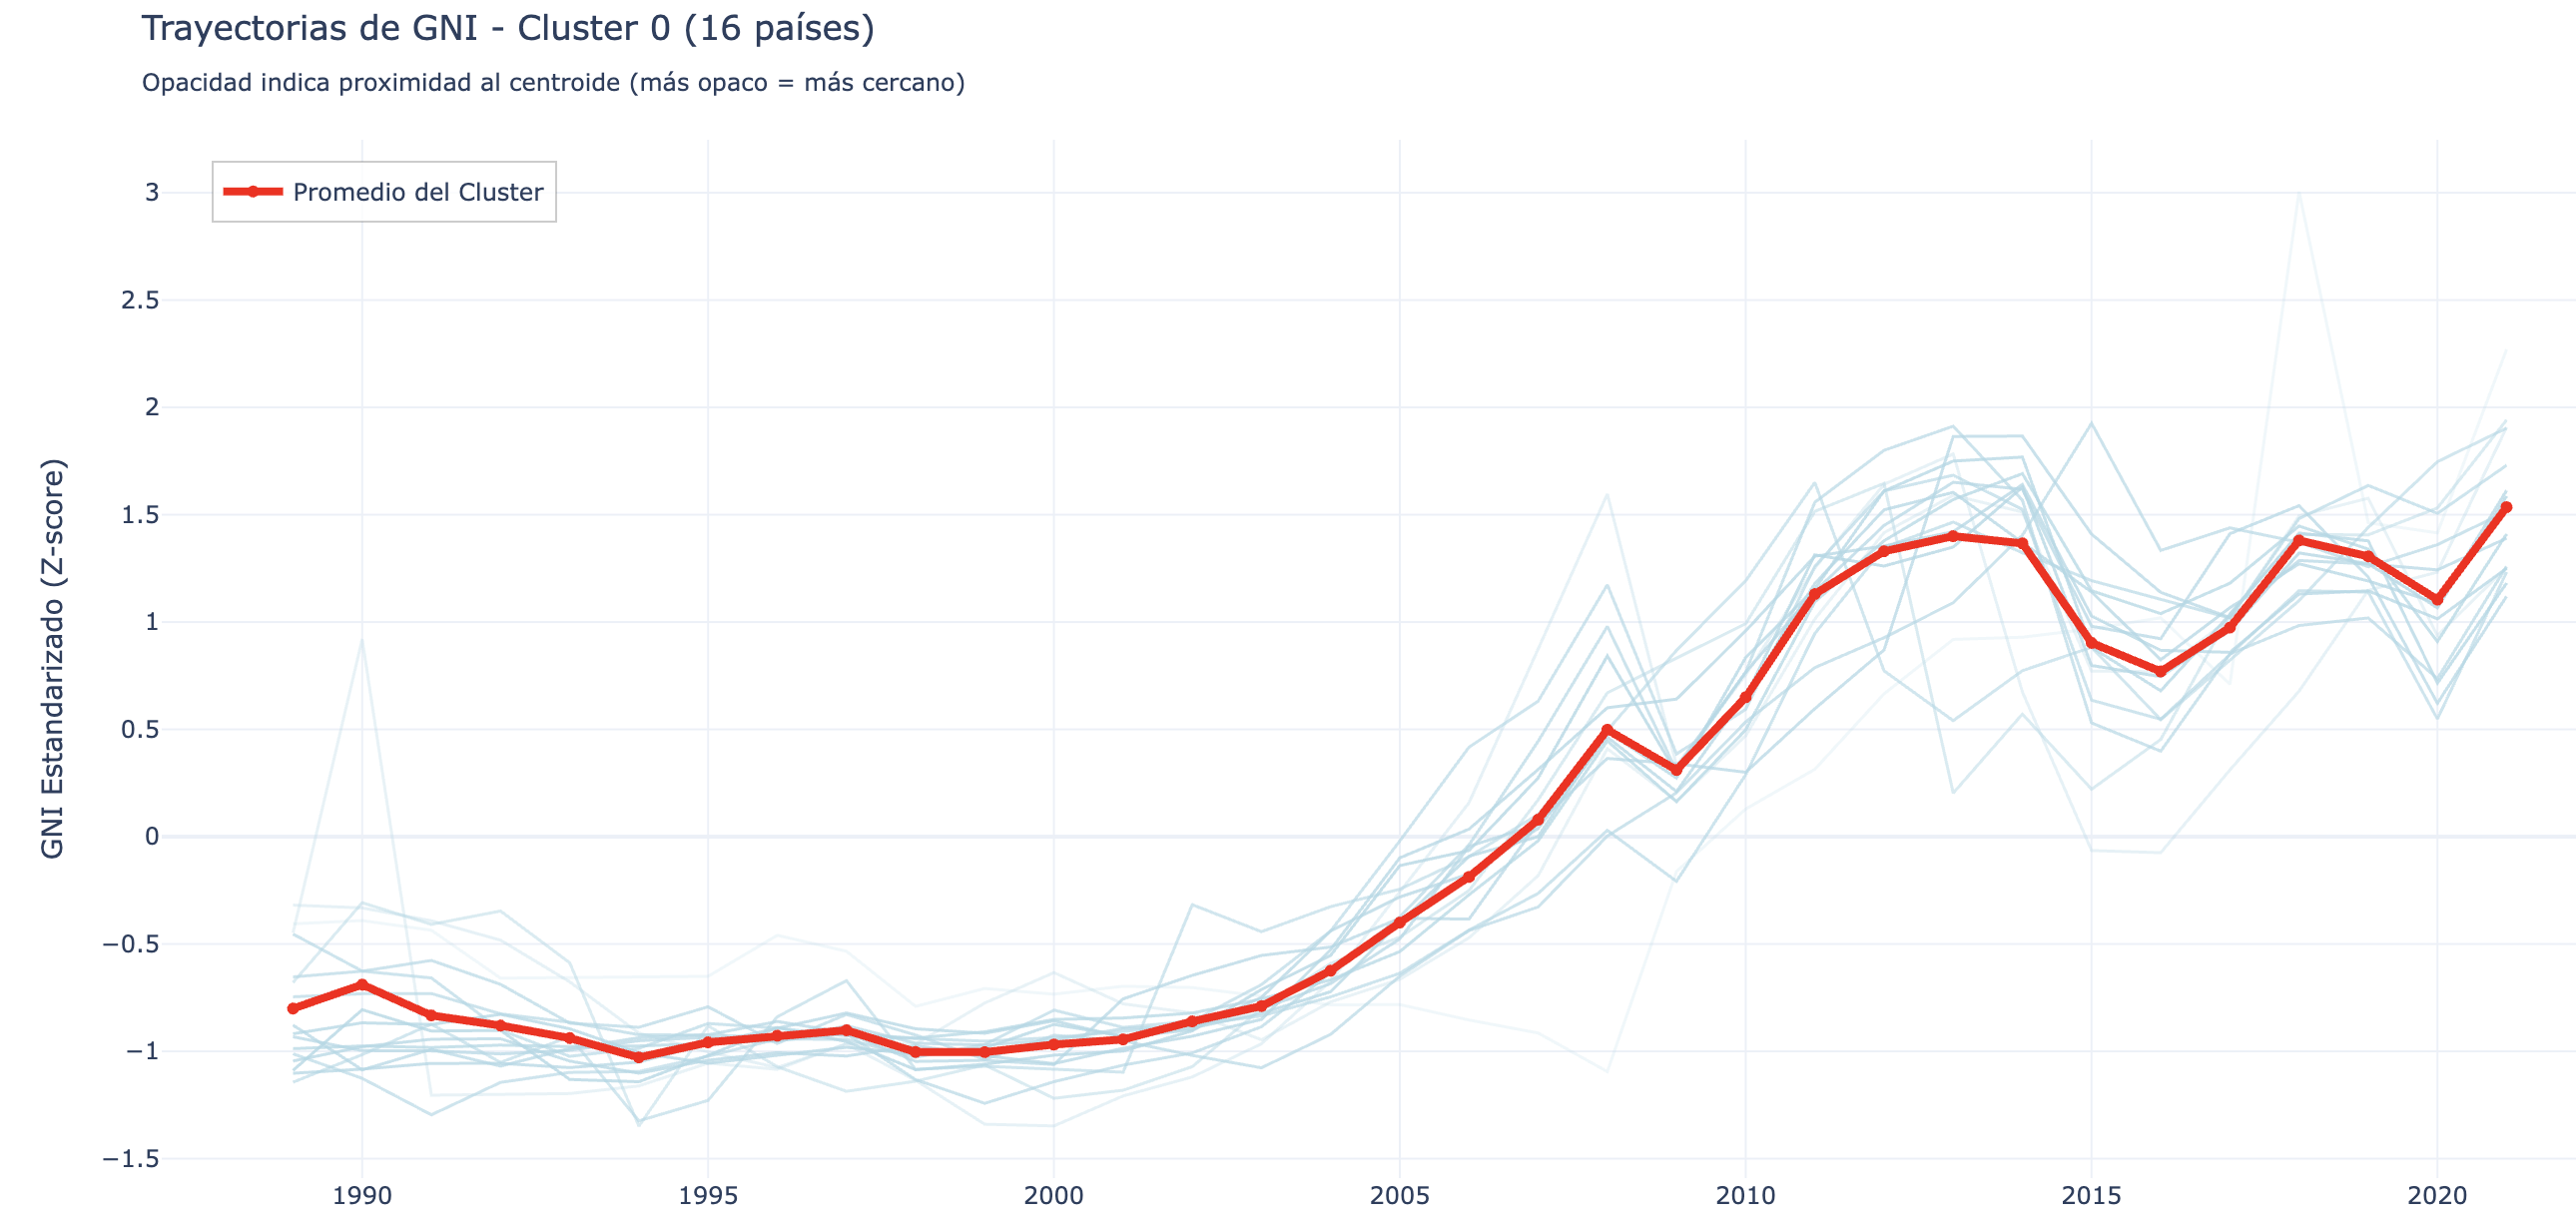 Trayectorias de GNI - Cluster 0 (16 países)
Opacidad indica proximidad al centroide (más opaco = más cercano)
Promedio del Cluster
GNI Estandarizado (Z-score)
3
2.5
2
1.5
1
0.5
0
−0.5
−1
−1.5
1990 1995 2000 2005 2010 2015 2020